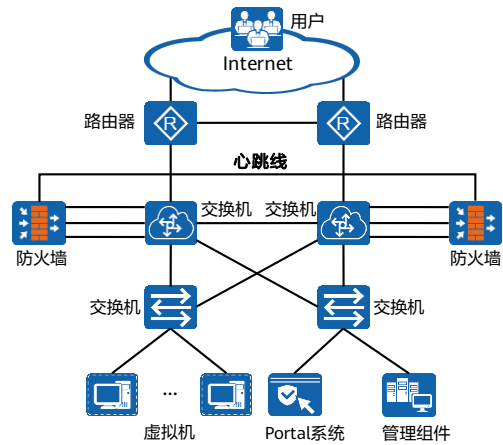 用户
Internet
路由器
R
R
路由器
心跳线
交换机
交换机
防火墙
防火墙
交换机
交换机
...
虚拟机
Portal系统
管理组件